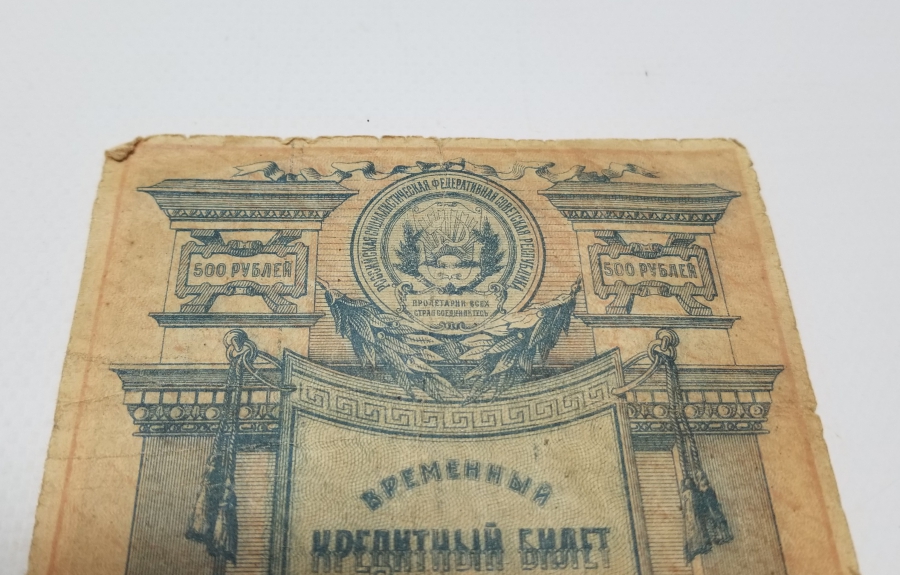 РОССИЙСКАЯ СОЦИАЛИСТИЧЕСКАЯ ФЕДЕРАТИВНАЯ СОВЕТСКАЯ РЕСПУБЛИКА
500 РУБЛЕЙ
500 РУБЛЕЙ
ПРОЛЕТАРИИ ВСЕХ
СТРАН СОЕДИНЯЙТЕСЬ
ВРЕМЕННЫЙ
КРЕДИТНЫЙ БИЛЕТ